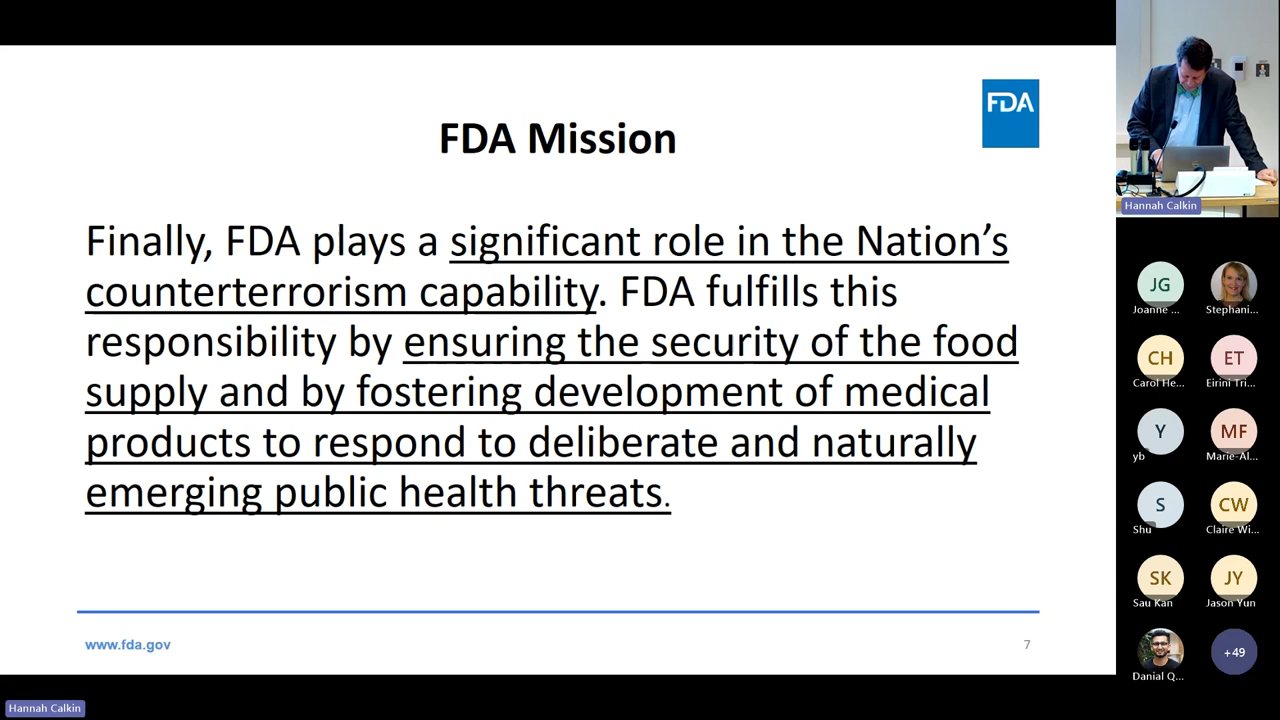 FDA
FDA Mission
Finally, FDA plays a significant role in the Nation’s
counterterrorism capability. FDA fulfills this
responsibility by ensuring the security of the food
supply and by fostering development of medical
products to respond to deliberate and naturally
emerging public health threats.
www.fda.gov
7
Hannah Calkin
Hannah Calkin
JG
Joanne ...
Stephani...
CH
Carol He...
ET
Eirini Tri...
Y
yb
MF
Marie-Al...
S
Shu
CW
Claire Wi...
SK
Sau Kan
JY
Jason Yun
Danial Q...
+49